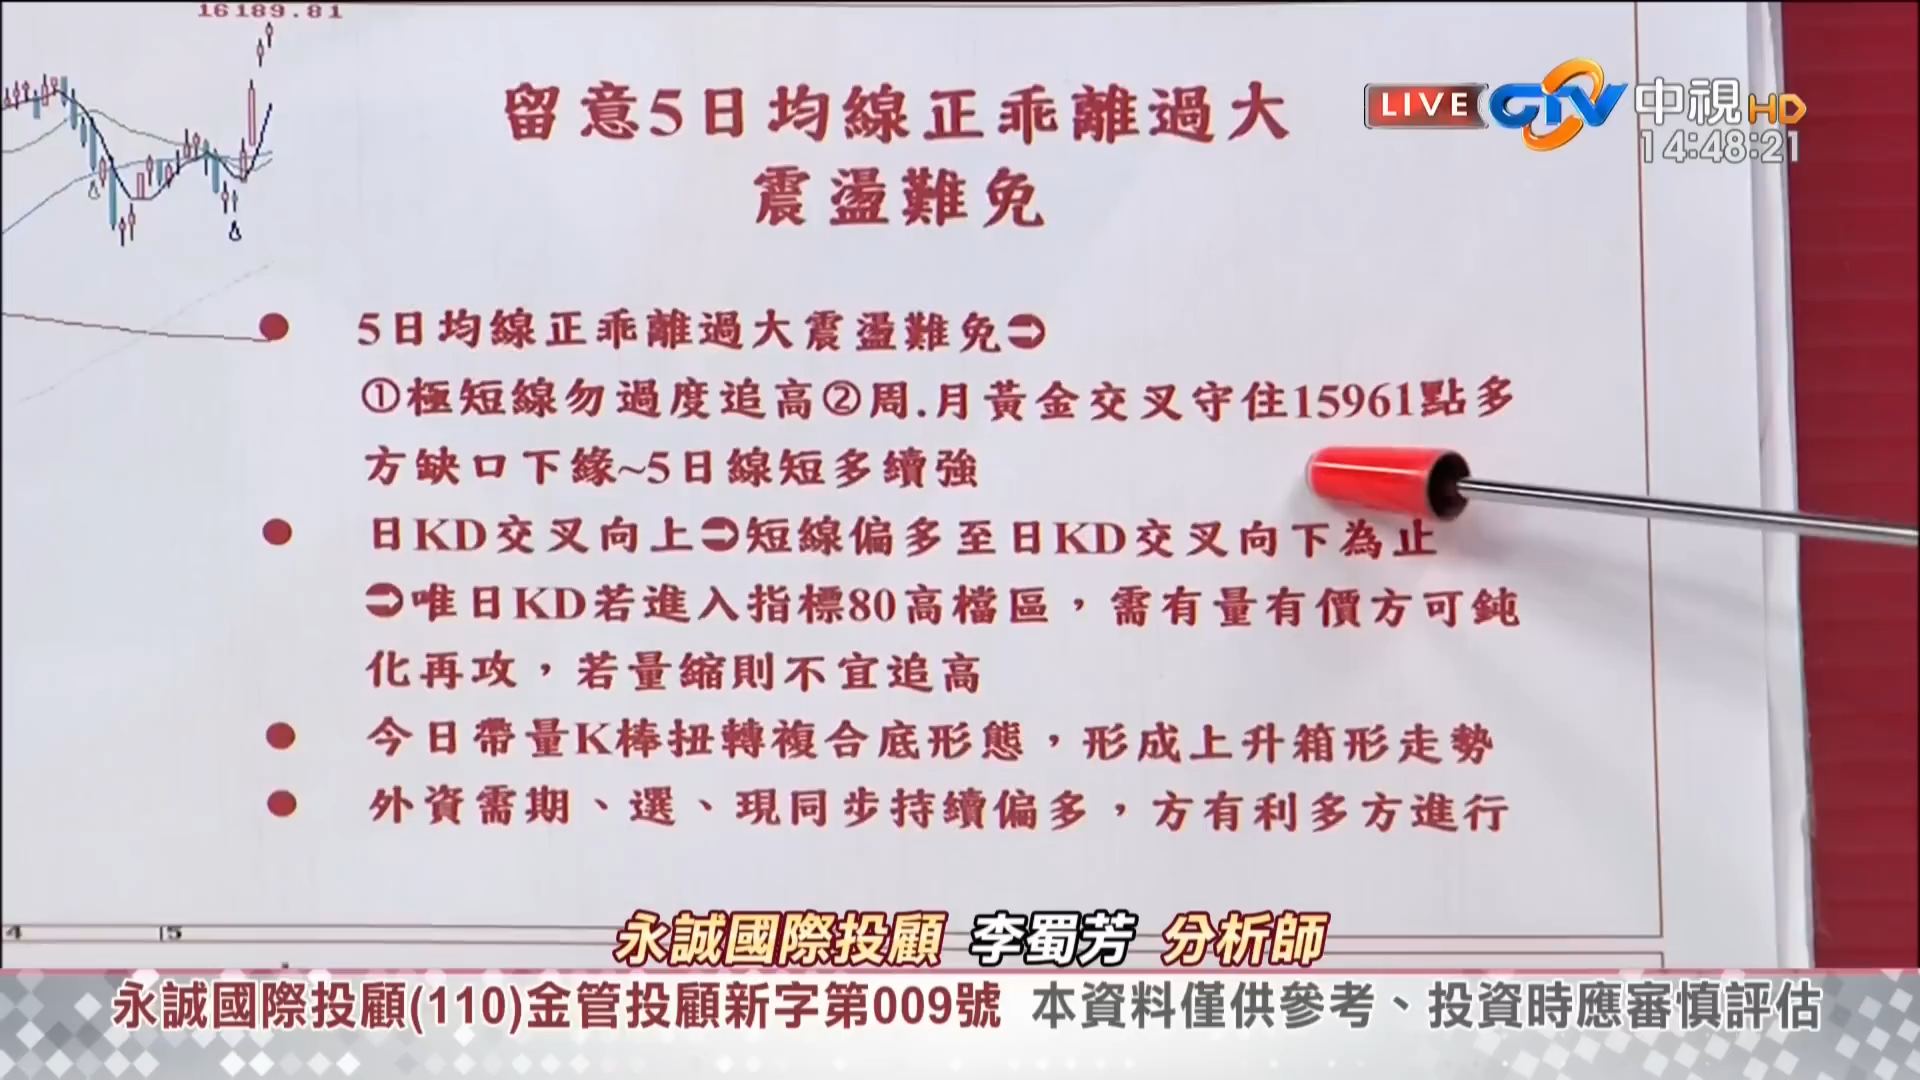 16189.81
留意5日均線正乖離過大
震盪難免
LIVE CTV 中視HD
14:48:21
● 5日均線正乖離過大震盪難免➲
①極短線勿過度追高②周.月黃金交叉守住15961點多
方缺口下緣~5日線短多續強
● 日KD交叉向上➲短線偏多至日KD交叉向下為止
➲唯日KD若進入指標80高檔區，需有量有價方可鈍
化再攻，若量縮則不宜追高
● 今日帶量K棒扭轉複合底形態，形成上升箱形走勢
● 外資需期、選、現同步持續偏多，方有利多方進行
4 5
永誠國際投顧 李蜀芳 分析師
永誠國際投顧(110)金管投顧新字第009號 本資料僅供參考、投資時應審慎評估